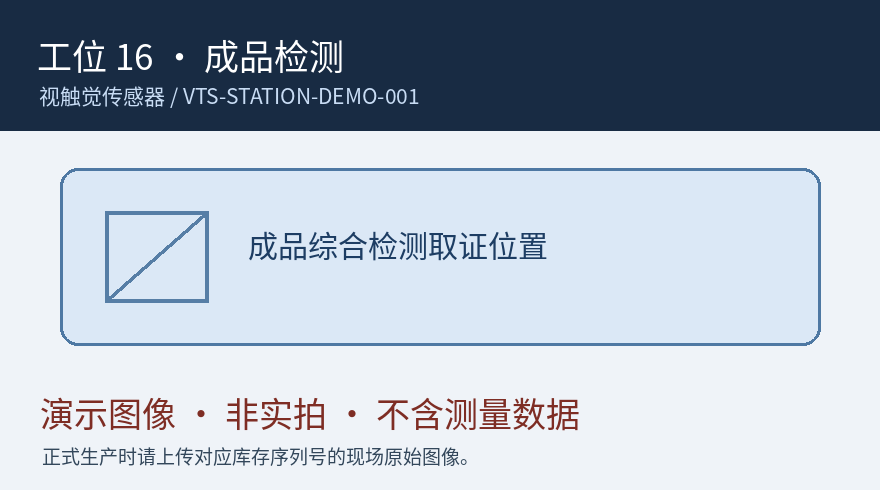 工位 16 · 成品检测
视触觉传感器 / VTS-STATION-DEMO-001
成品综合检测取证位置
演示图像 · 非实拍 · 不含测量数据
正式生产时请上传对应库存序列号的现场原始图像。